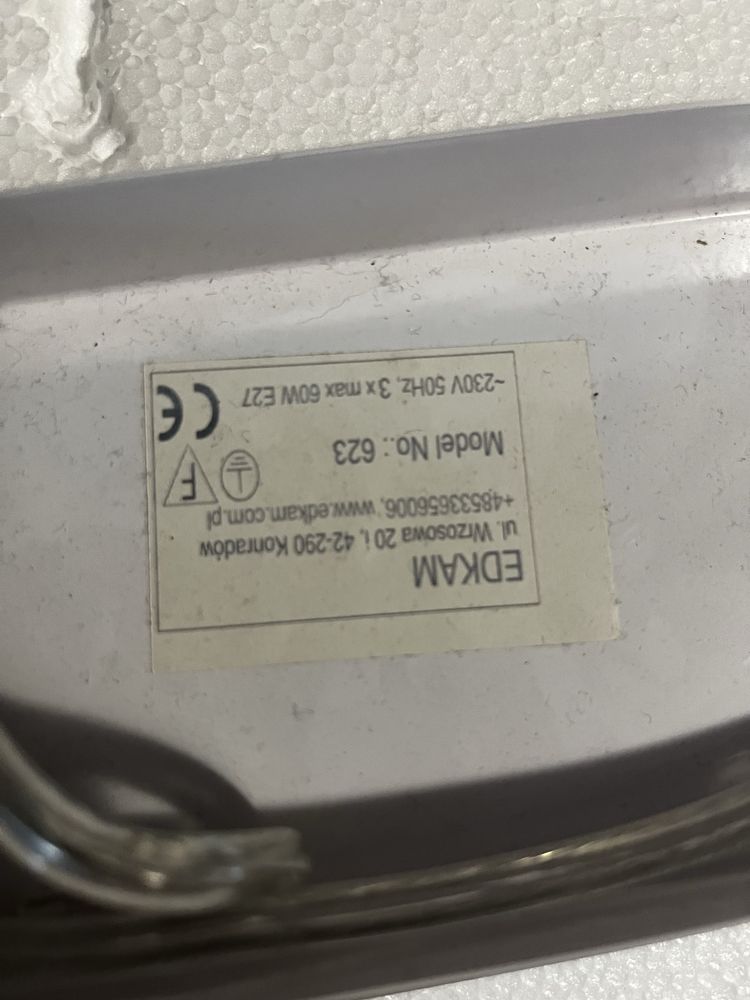 EDKAM
ul. Wrzosowa 20 i, 42-290 Konradów
+48533656006, www.edkam.com.pl
Model No.: 623
F
~230V 50Hz, 3 x max 60W E27
CE